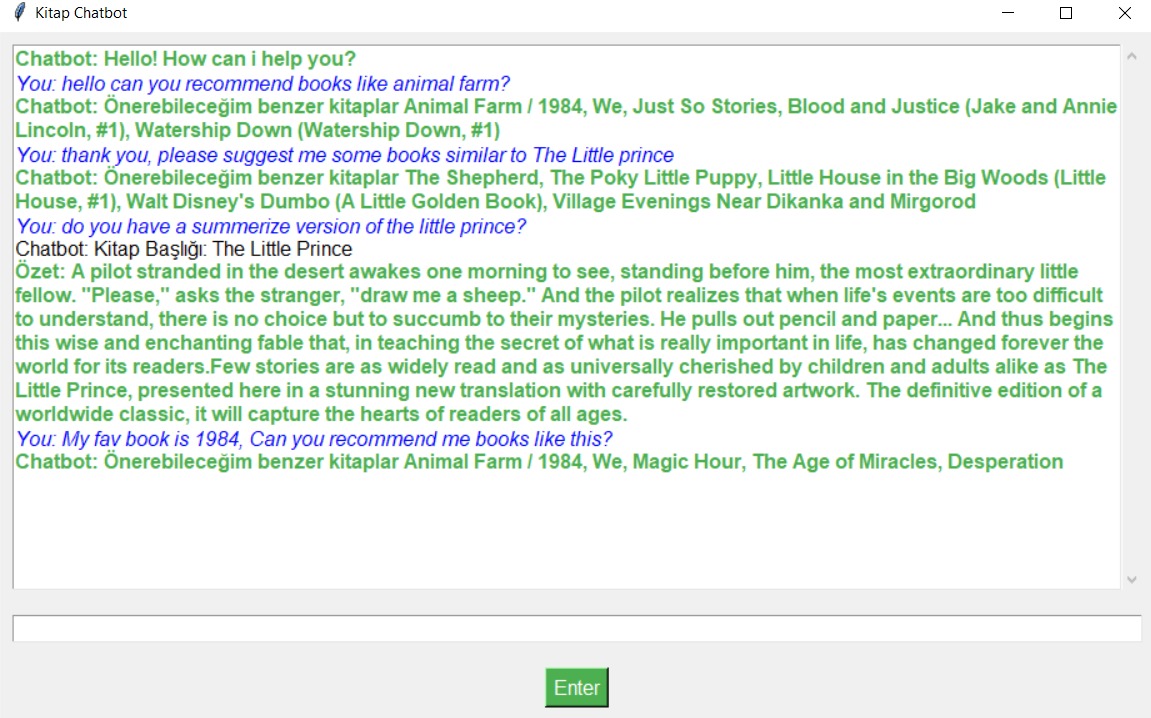 Kitap Chatbot
Chatbot: Hello! How can i help you?
You: hello can you recommend books like animal farm?
Chatbot: Önerebileceğim benzer kitaplar Animal Farm / 1984, We, Just So Stories, Blood and Justice (Jake and Annie
Lincoln, #1), Watership Down (Watership Down, #1)
You: thank you, please suggest me some books similar to The Little prince
Chatbot: Önerebileceğim benzer kitaplar The Shepherd, The Poky Little Puppy, Little House in the Big Woods (Little
House, #1), Walt Disney's Dumbo (A Little Golden Book), Village Evenings Near Dikanka and Mirgorod
You: do you have a summerize version of the little prince?
Chatbot: Kitap Başlığı: The Little Prince
Özet: A pilot stranded in the desert awakes one morning to see, standing before him, the most extraordinary little
fellow. "Please," asks the stranger, "draw me a sheep." And the pilot realizes that when life's events are too difficult
to understand, there is no choice but to succumb to their mysteries. He pulls out pencil and paper... And thus begins
this wise and enchanting fable that, in teaching the secret of what is really important in life, has changed forever the
world for its readers.Few stories are as widely read and as universally cherished by children and adults alike as The
Little Prince, presented here in a stunning new translation with carefully restored artwork. The definitive edition of a
worldwide classic, it will capture the hearts of readers of all ages.
You: My fav book is 1984, Can you recommend me books like this?
Chatbot: Önerebileceğim benzer kitaplar Animal Farm / 1984, We, Magic Hour, The Age of Miracles, Desperation
Enter